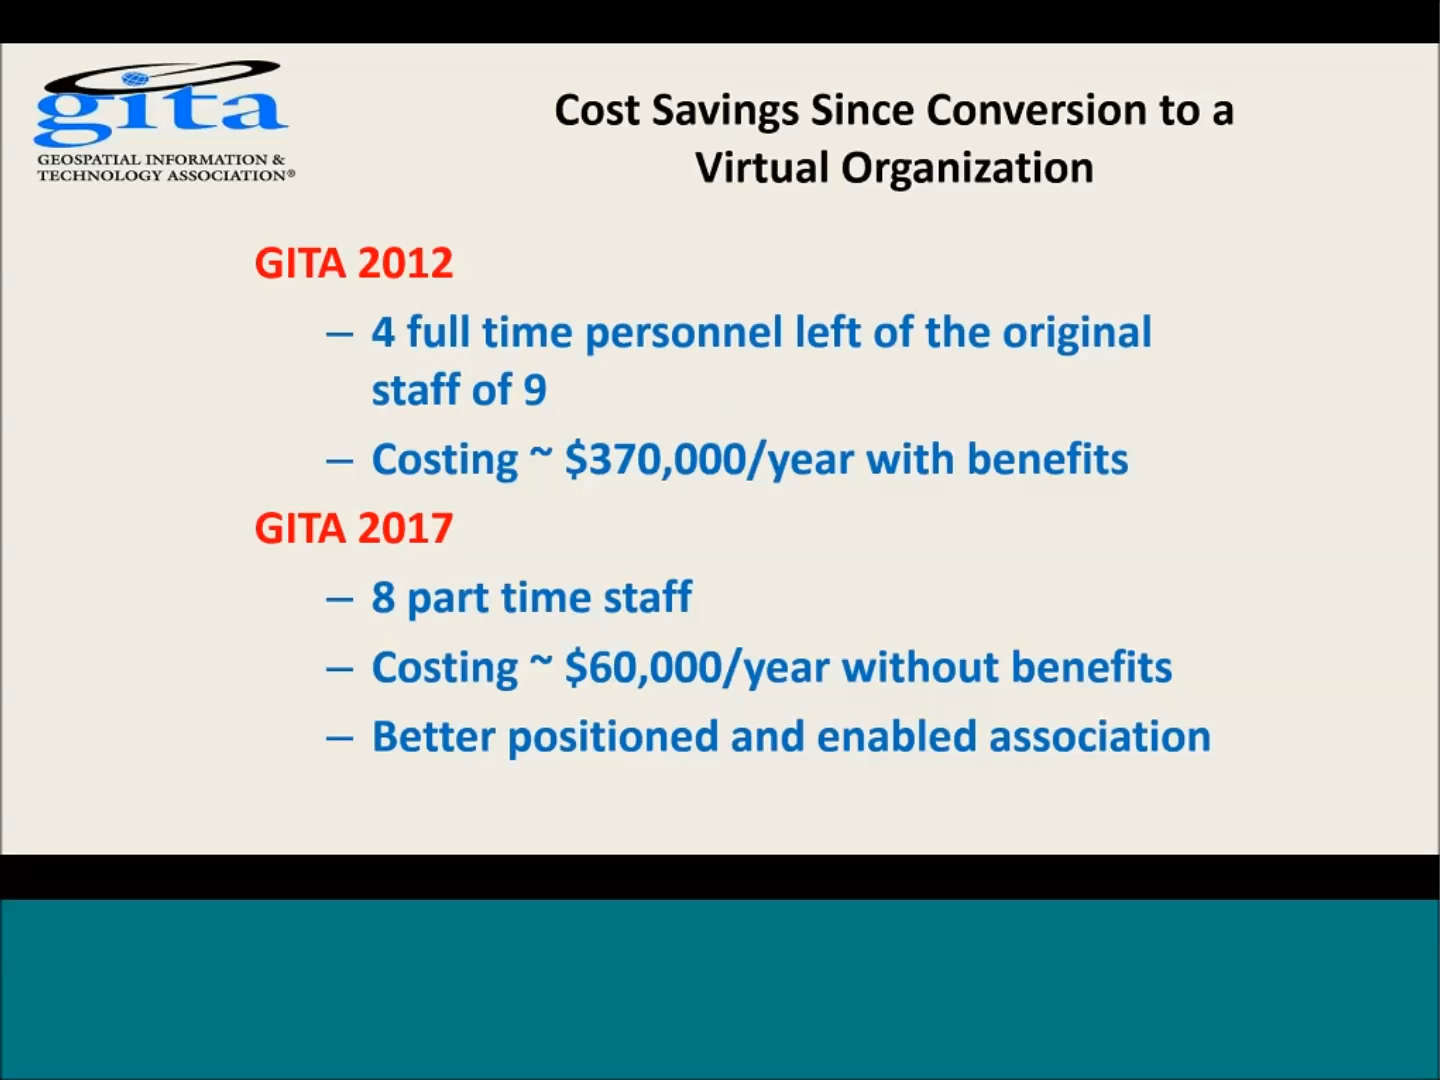 gita
GEOSPATIAL INFORMATION &
TECHNOLOGY ASSOCIATION®
Cost Savings Since Conversion to a
Virtual Organization
GITA 2012
– 4 full time personnel left of the original
staff of 9
– Costing ~ $370,000/year with benefits
GITA 2017
– 8 part time staff
– Costing ~ $60,000/year without benefits
– Better positioned and enabled association